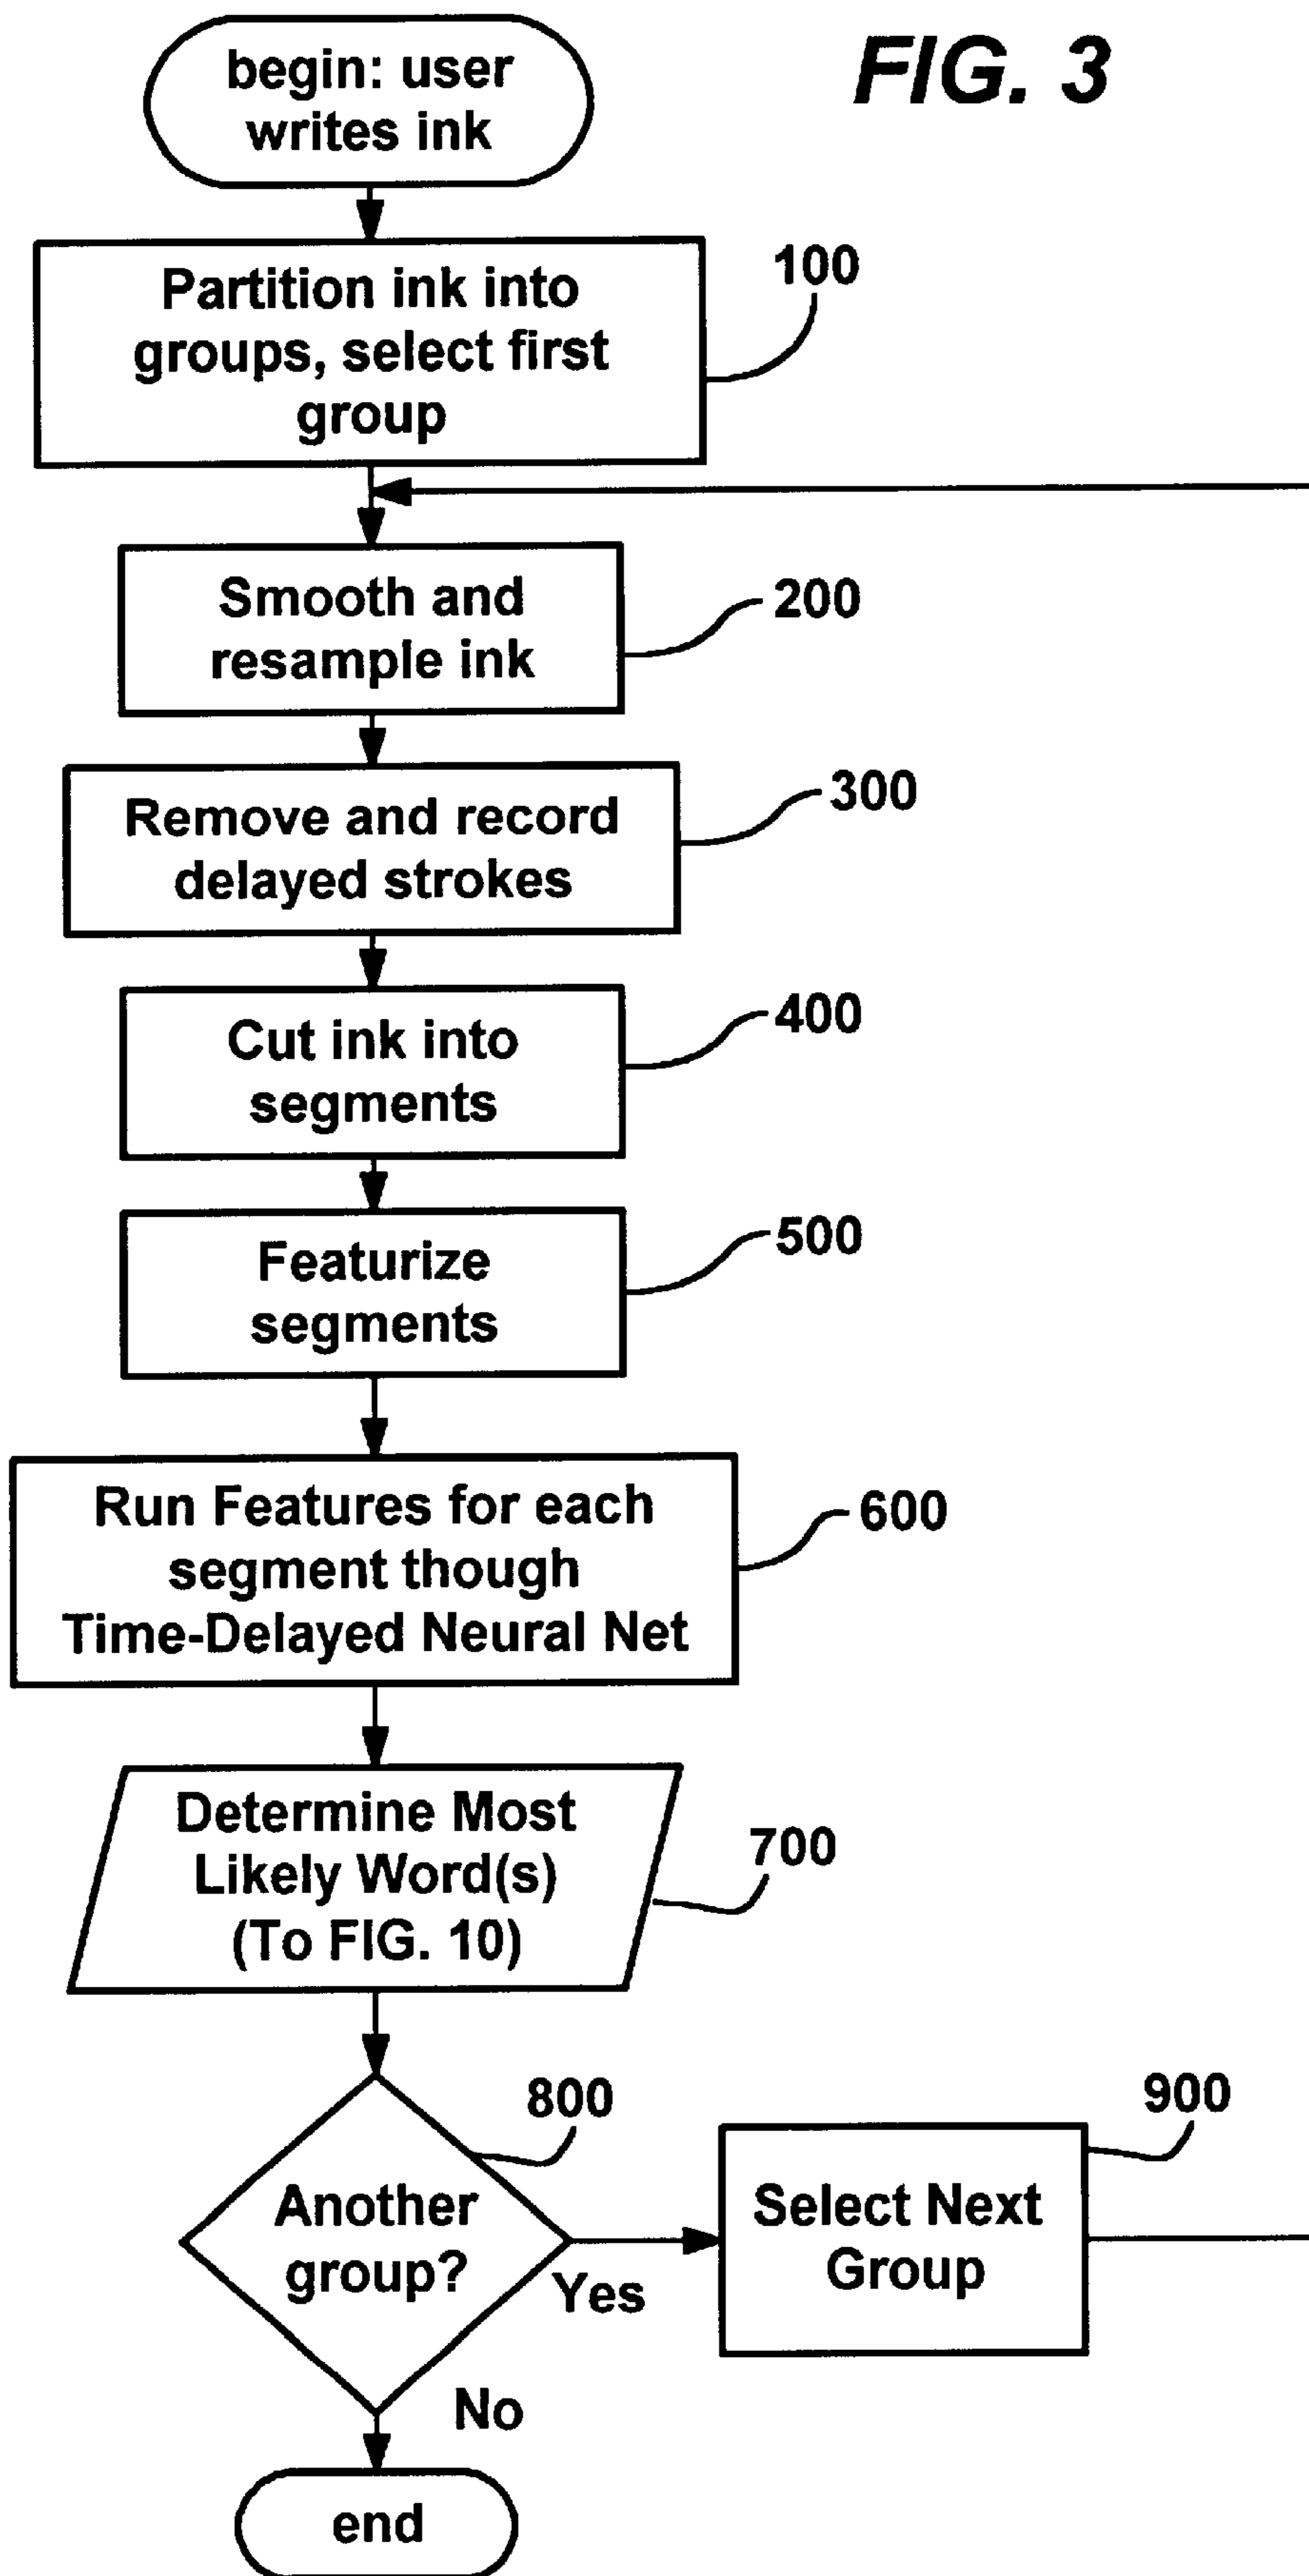 FIG. 3
begin: user
writes ink
100
Partition ink into
groups, select first
group
200
Smooth and
resample ink
300
Remove and record
delayed strokes
400
Cut ink into
segments
500
Featurize
segments
600
Run Features for each
segment though
Time-Delayed Neural Net
700
Determine Most
Likely Word(s)
(To FIG. 10)
800
Another
group?
Yes
900
Select Next
Group
No
end